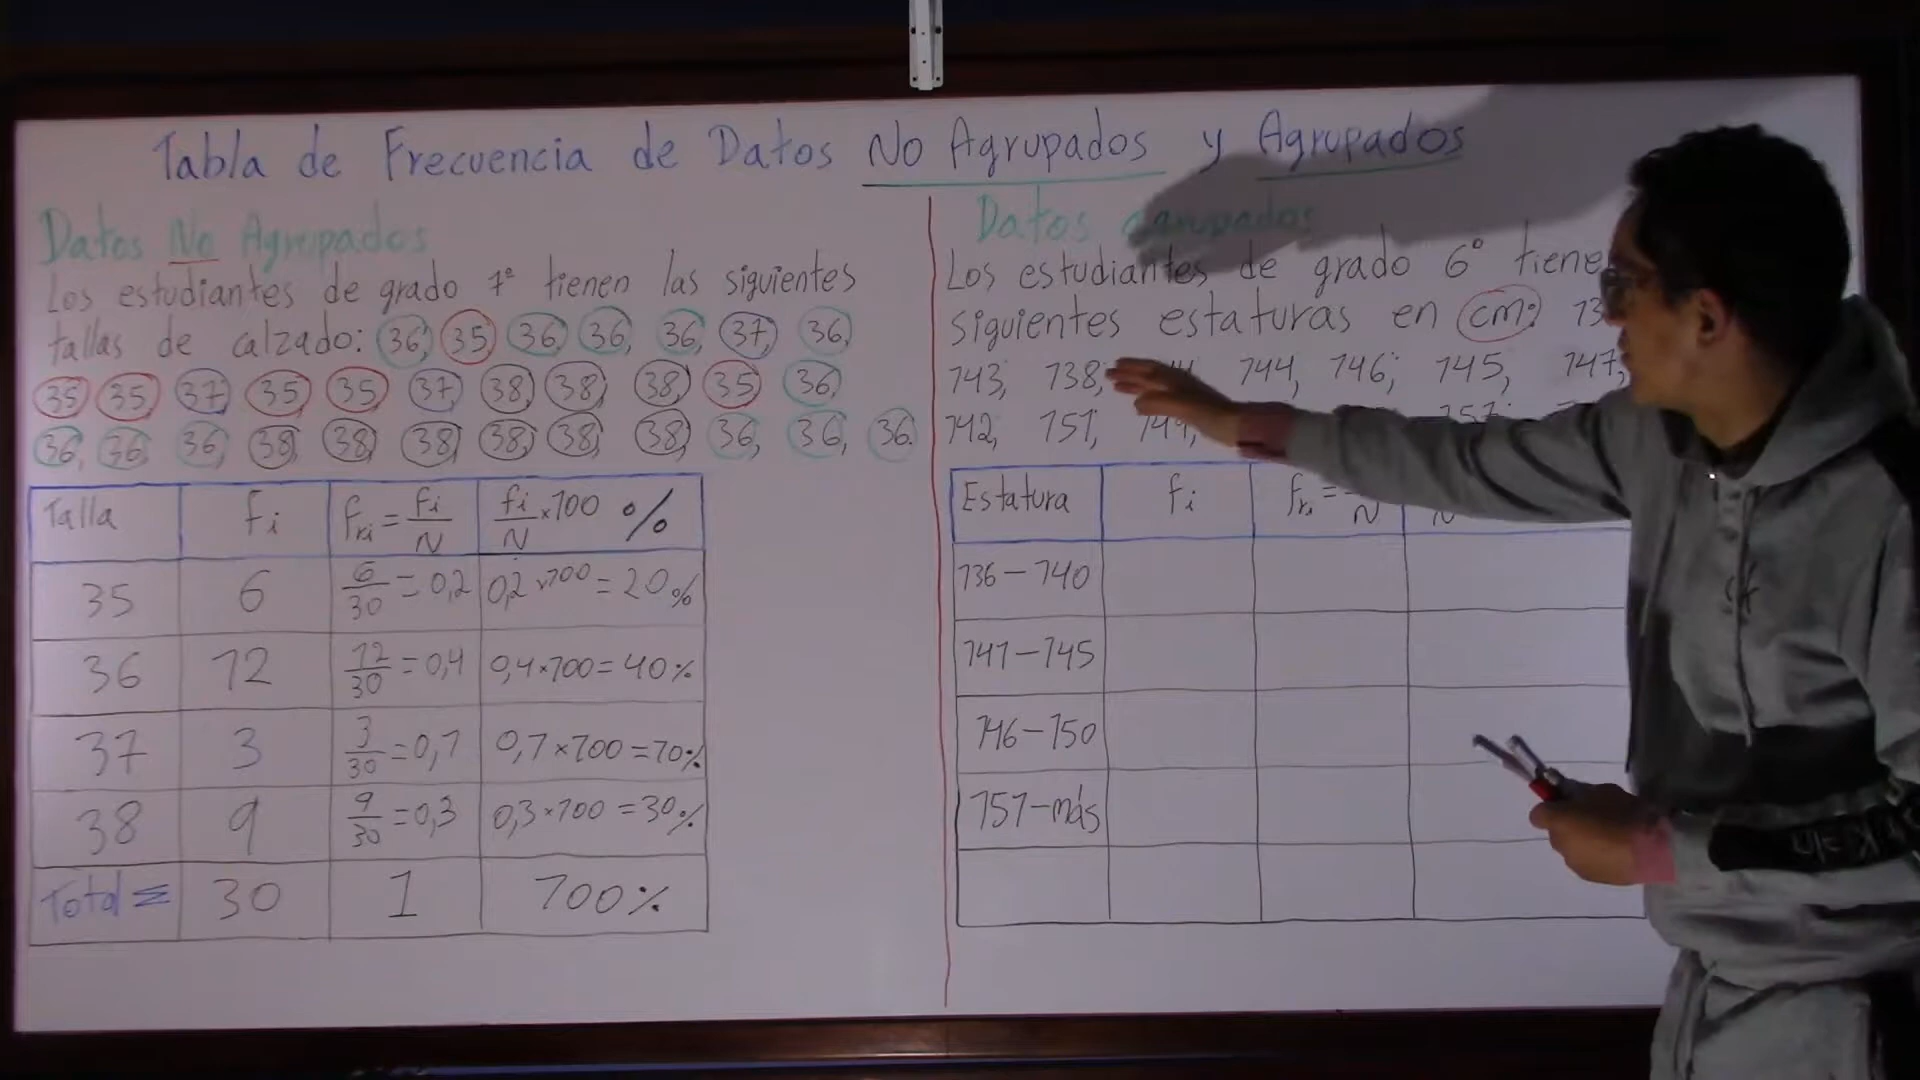 Tabla de Frecuencia de Datos No Agrupados y Agrupados
Datos No Agrupados
Los estudiantes de grado 1° tienen las siguientes
tallas de calzado: 36, 35, 36, 36, 36, 37, 36,
35, 35, 37, 35, 35, 37, 38, 38, 38, 35, 36,
36, 36, 36, 38, 38, 38, 38, 38, 38, 36, 36, 36.
Talla fi fri = fi/N fi/N × 100 %
35 6 6/30 = 0,2 0,2 × 100 = 20%
36 12 12/30 = 0,4 0,4 × 100 = 40%
37 3 3/30 = 0,1 0,1 × 100 = 10%
38 9 9/30 = 0,3 0,3 × 100 = 30%
Total Σ 30 1 100%
Datos agrupados
Los estudiantes de grado 6° tiene
siguientes estaturas en cm:
143, 138, 144, 146, 145, 147,
142, 151, 149,
Estatura fi fri = N N
136 – 140
141 – 145
146 – 150
151 – más